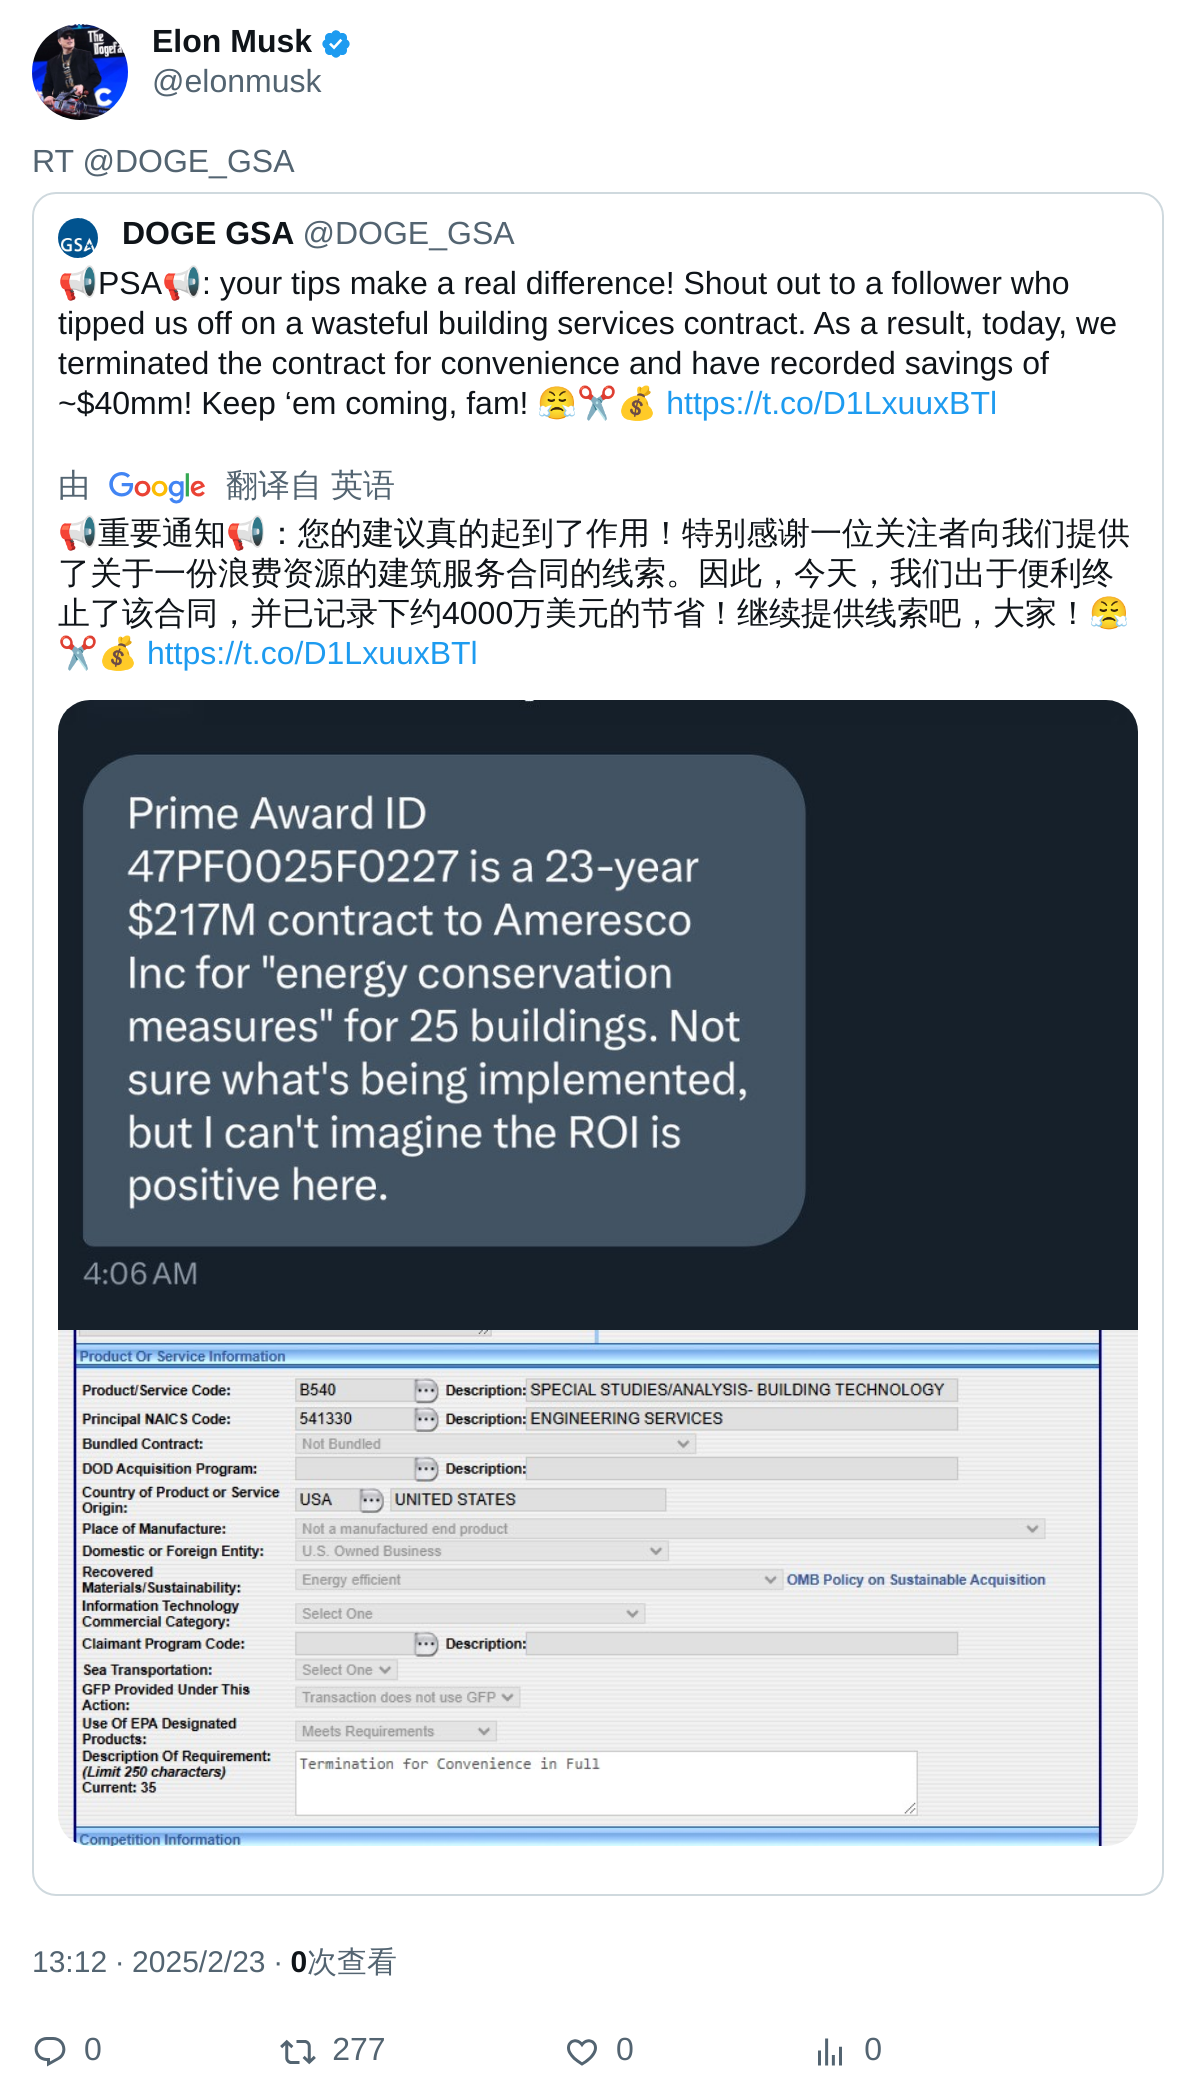 Elon Musk
@elonmusk
RT @DOGE_GSA
GSA
DOGE GSA @DOGE_GSA
📢PSA📢: your tips make a real difference! Shout out to a follower who
tipped us off on a wasteful building services contract. As a result, today, we
terminated the contract for convenience and have recorded savings of
~$40mm! Keep ‘em coming, fam! 😤✂️💰 https://t.co/D1LxuuxBTl
由 Google 翻译自 英语
📢重要通知📢：您的建议真的起到了作用！特别感谢一位关注者向我们提供
了关于一份浪费资源的建筑服务合同的线索。因此，今天，我们出于便利终
止了该合同，并已记录下约4000万美元的节省！继续提供线索吧，大家！😤
✂️💰 https://t.co/D1LxuuxBTl
Prime Award ID
47PF0025F0227 is a 23-year
$217M contract to Ameresco
Inc for "energy conservation
measures" for 25 buildings. Not
sure what's being implemented,
but I can't imagine the ROI is
positive here.
4:06 AM
Product Or Service Information
Product/Service Code: B540 ... Description: SPECIAL STUDIES/ANALYSIS- BUILDING TECHNOLOGY
Principal NAICS Code: 541330 ... Description: ENGINEERING SERVICES
Bundled Contract: Not Bundled
DOD Acquisition Program: ... Description:
Country of Product or Service
Origin: USA ... UNITED STATES
Place of Manufacture: Not a manufactured end product
Domestic or Foreign Entity: U.S. Owned Business
Recovered
Materials/Sustainability: Energy efficient OMB Policy on Sustainable Acquisition
Information Technology
Commercial Category: Select One
Claimant Program Code: ... Description:
Sea Transportation: Select One
GFP Provided Under This
Action: Transaction does not use GFP
Use Of EPA Designated
Products: Meets Requirements
Description Of Requirement: Termination for Convenience in Full
(Limit 250 characters)
Current: 35
Competition Information
13:12 · 2025/2/23 · 0次查看
0 277 0 0